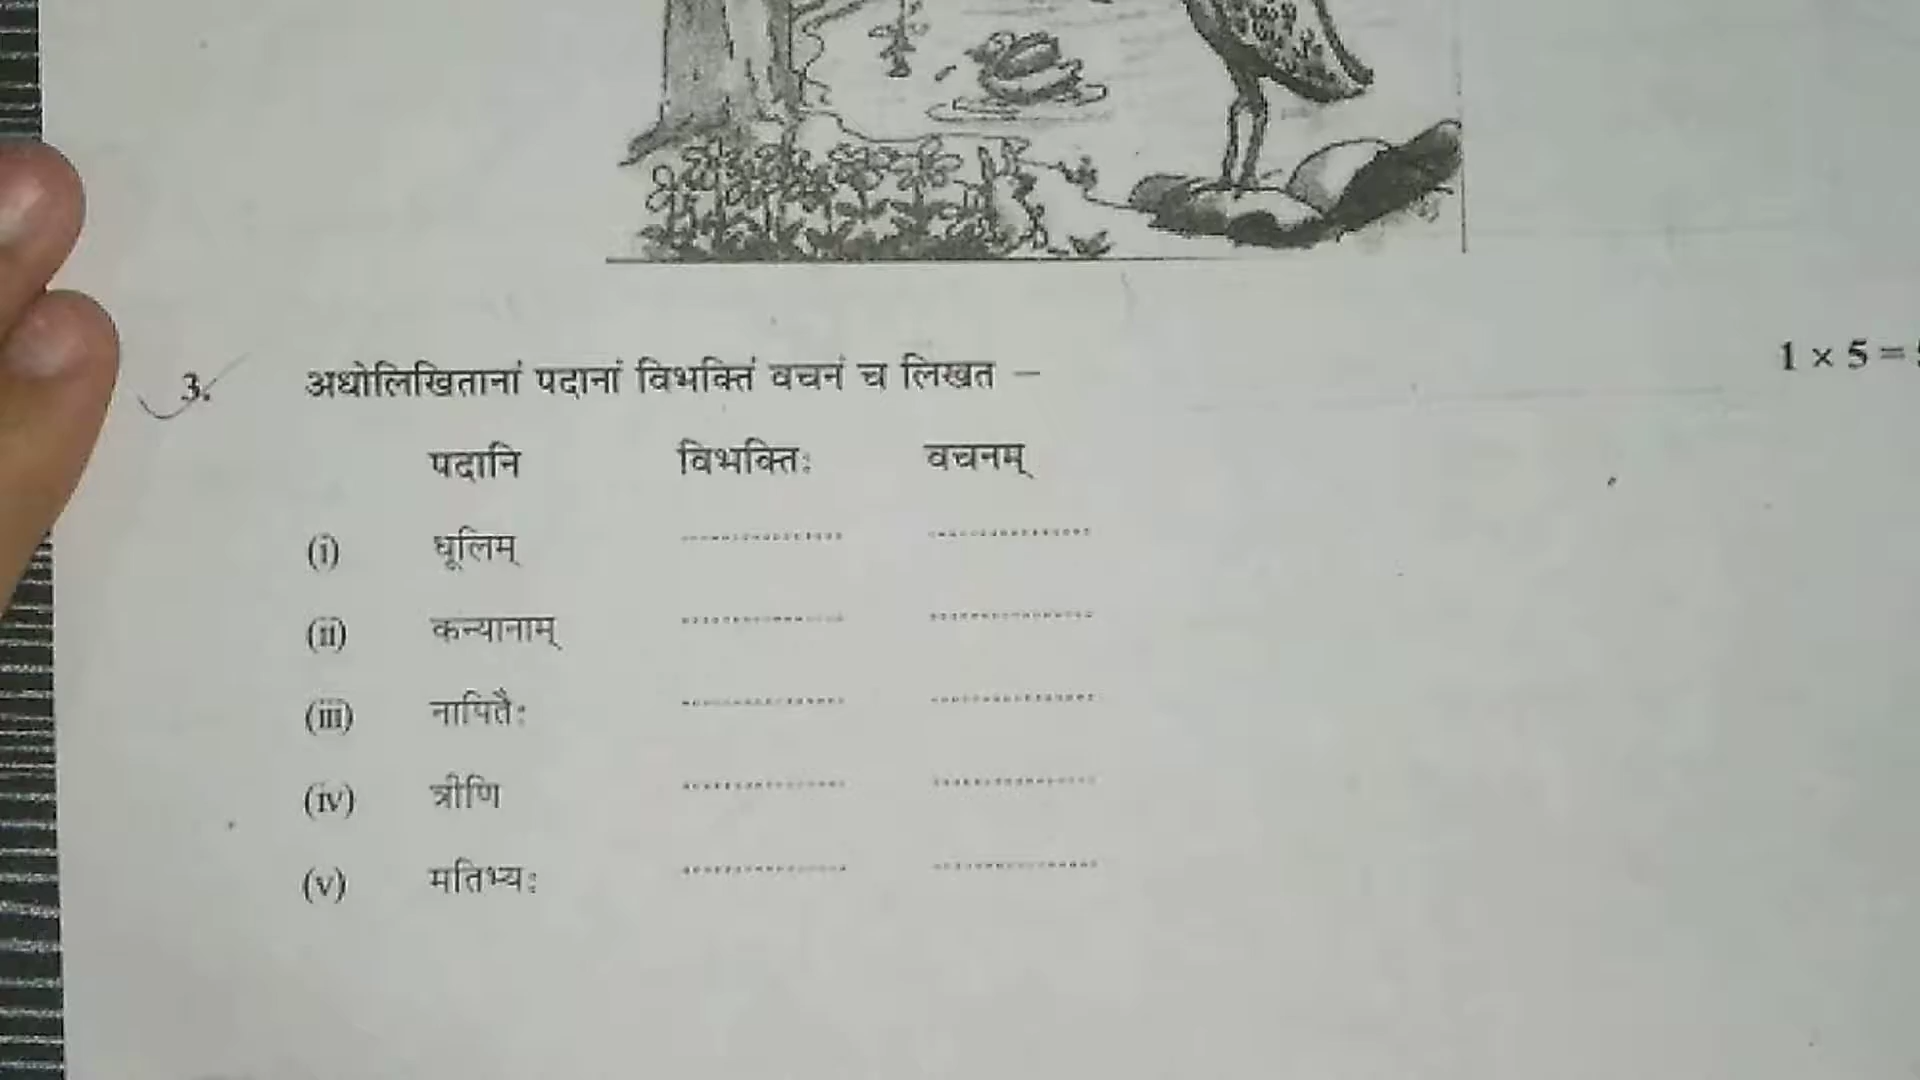 3. अधोलिखितानां पदानां विभक्तिं वचनं च लिखत – 1 × 5 =
पदानि विभक्तिः वचनम्
(i) धूलिम् .................. ..................
(ii) कन्यानाम् .................. ..................
(iii) नापितैः .................. ..................
(iv) त्रीणि .................. ..................
(v) मतिभ्यः .................. ..................